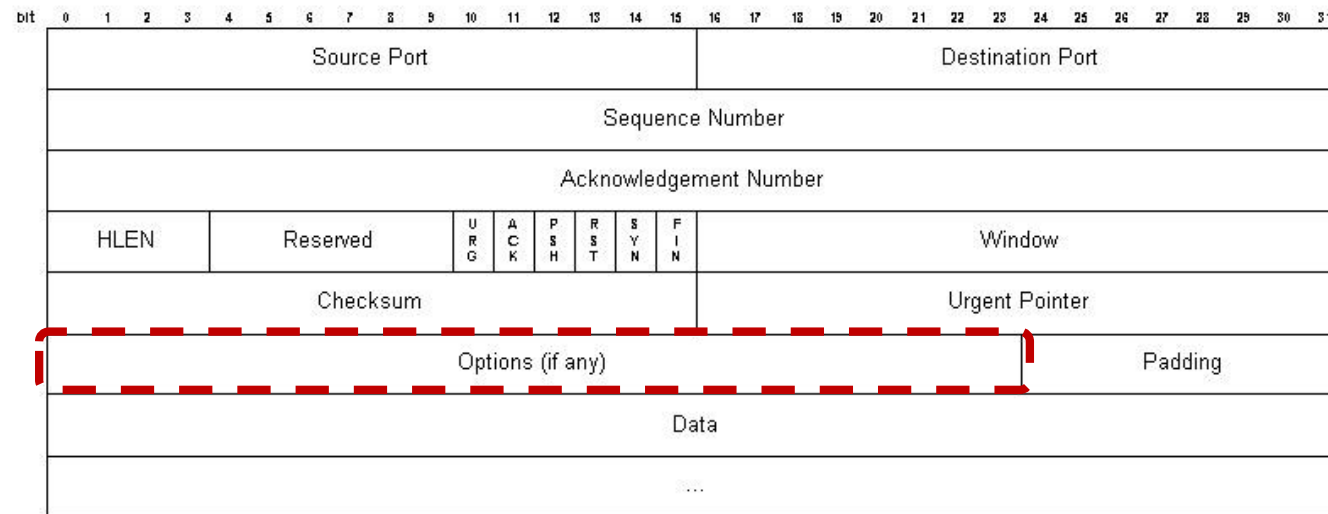 bit 0 1 2 3 4 5 6 7 8 9 10 11 12 13 14 15 16 17 18 19 20 21 22 23 24 25 26 27 28 29 30 31
Source Port Destination Port
Sequence Number
Acknowledgement Number
HLEN Reserved URG ACK PSH RST SYN FIN Window
Checksum Urgent Pointer
Options (if any) Padding
Data
...